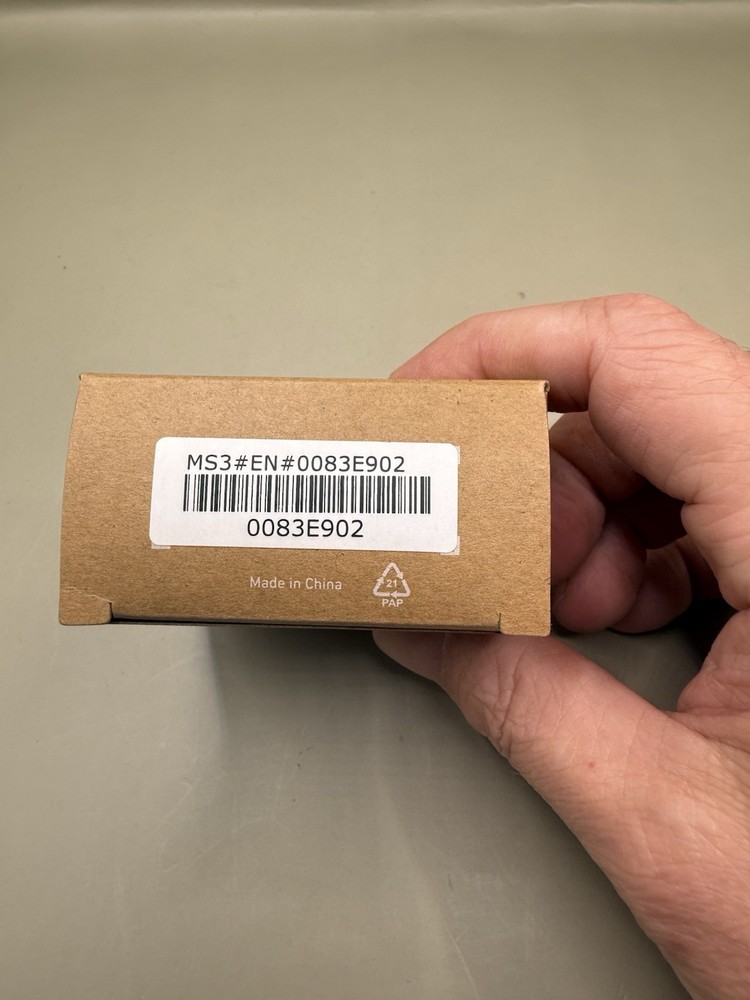 MS3#EN#0083E902
0083E902
Made in China
21
PAP